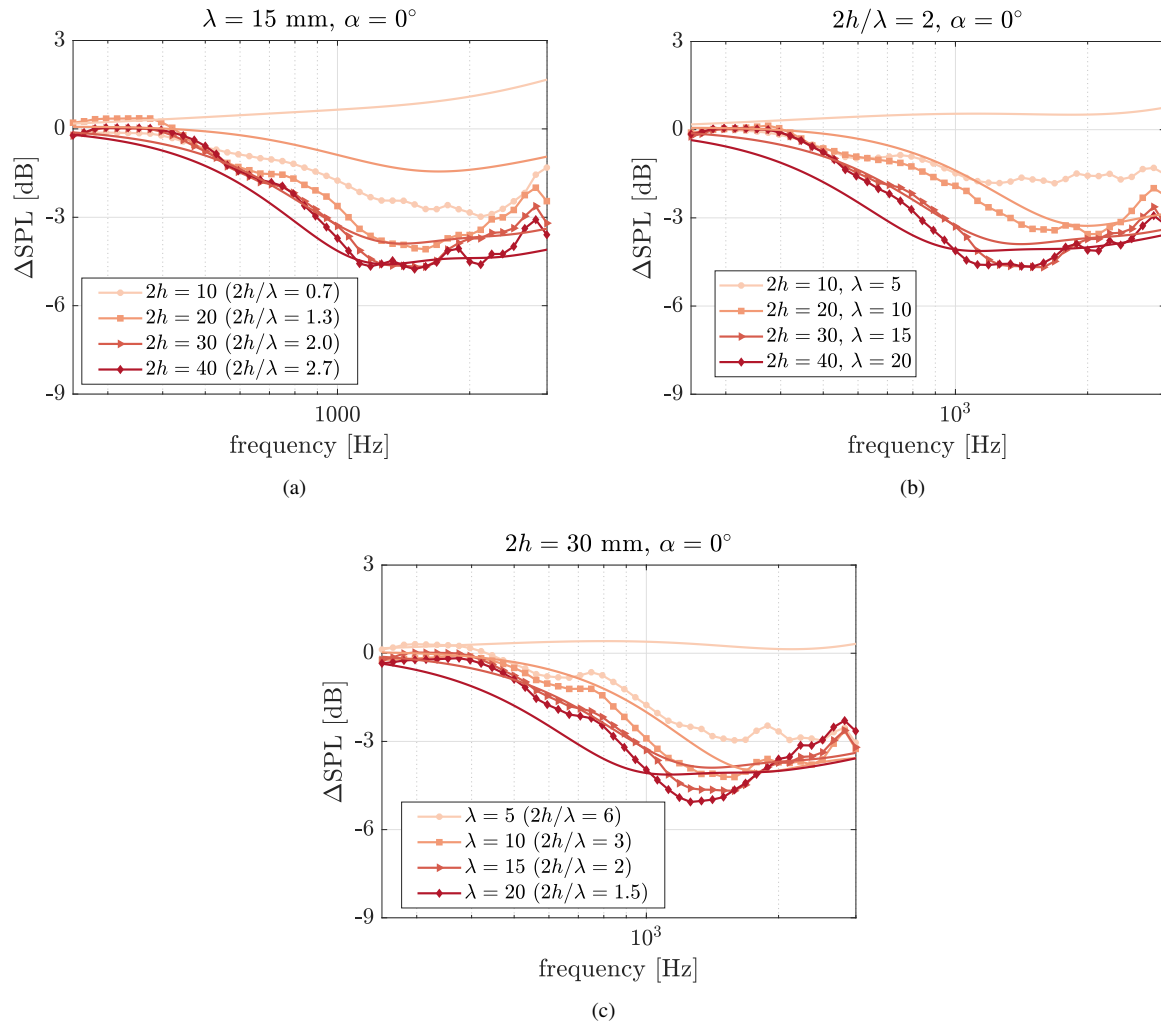 λ = 15 mm, α = 0°
3
0
-3
-6
-9
ΔSPL [dB]
2h = 10 (2h/λ = 0.7)
2h = 20 (2h/λ = 1.3)
2h = 30 (2h/λ = 2.0)
2h = 40 (2h/λ = 2.7)
1000
frequency [Hz]
(a)
2h/λ = 2, α = 0°
3
0
-3
-6
-9
ΔSPL [dB]
2h = 10, λ = 5
2h = 20, λ = 10
2h = 30, λ = 15
2h = 40, λ = 20
10³
frequency [Hz]
(b)
2h = 30 mm, α = 0°
3
0
-3
-6
-9
ΔSPL [dB]
λ = 5 (2h/λ = 6)
λ = 10 (2h/λ = 3)
λ = 15 (2h/λ = 2)
λ = 20 (2h/λ = 1.5)
10³
frequency [Hz]
(c)